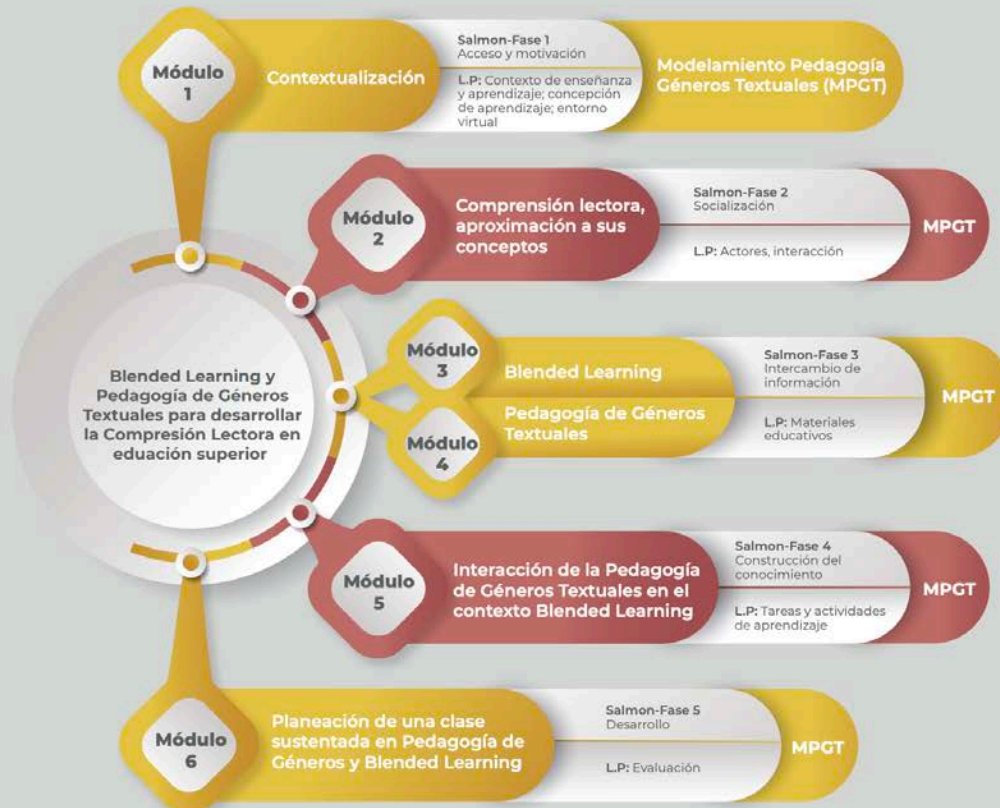 Módulo
1
Contextualización
Salmon-Fase 1
Acceso y motivación
L.P: Contexto de enseñanza
y aprendizaje; concepción
de aprendizaje; entorno
virtual
Modelamiento Pedagogía
Géneros Textuales (MPGT)
Módulo
2
Comprensión lectora,
aproximación a sus
conceptos
Salmon-Fase 2
Socialización
L.P: Actores, interacción
MPGT
Blended Learning y
Pedagogía de Géneros
Textuales para desarrollar
la Compresión Lectora en
eduación superior
Módulo
3
Blended Learning
Módulo
4
Pedagogía de Géneros
Textuales
Salmon-Fase 3
Intercambio de
información
L.P: Materiales
educativos
MPGT
Módulo
5
Interacción de la Pedagogía
de Géneros Textuales en el
contexto Blended Learning
Salmon-Fase 4
Construcción del
conocimiento
L.P: Tareas y actividades
de aprendizaje
MPGT
Módulo
6
Planeación de una clase
sustentada en Pedagogía de
Géneros y Blended Learning
Salmon-Fase 5
Desarrollo
L.P: Evaluación
MPGT